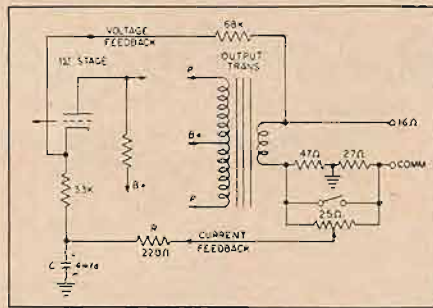 VOLTAGE
FEEDBACK
68K
OUTPUT
TRANS
1ST STAGE
P
B+
P
16Ω
47Ω
27Ω
COMM
25Ω
3.3K
B+
R
220Ω
CURRENT
FEEDBACK
C